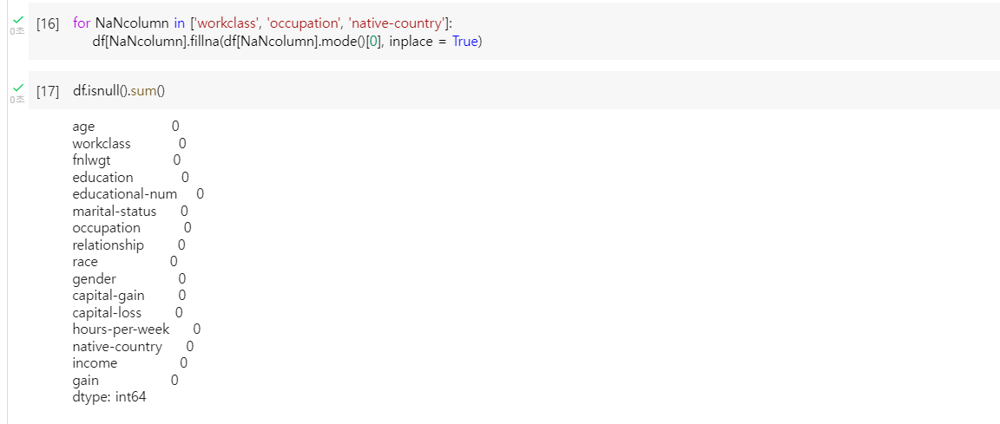 [16] for NaNcolumn in ['workclass', 'occupation', 'native-country']:
0초
df[NaNcolumn].fillna(df[NaNcolumn].mode()[0], inplace = True)
[17] df.isnull().sum()
0초
age 0
workclass 0
fnlwgt 0
education 0
educational-num 0
marital-status 0
occupation 0
relationship 0
race 0
gender 0
capital-gain 0
capital-loss 0
hours-per-week 0
native-country 0
income 0
gain 0
dtype: int64